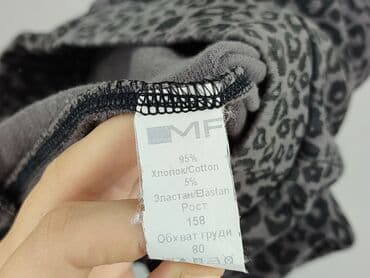 MF
95%
Хлопок/Cotton
5%
Эластан/Elastan
Рост
158
Обхват груди
80